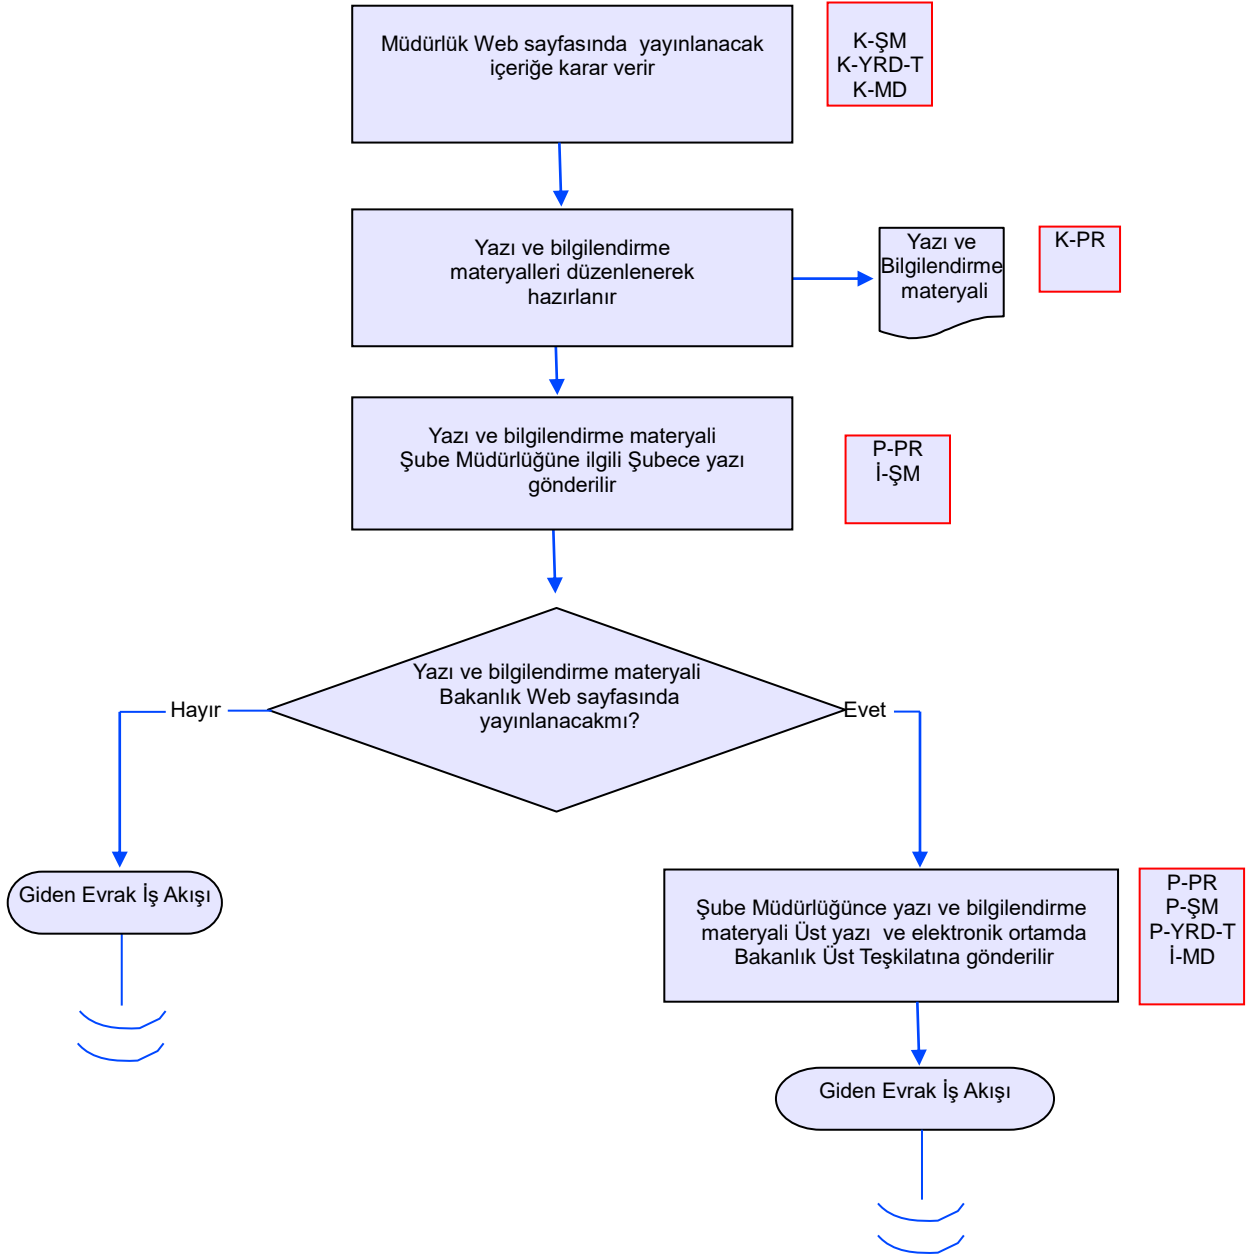 Müdürlük Web sayfasında  yayınlanacak
içeriğe karar verir
K-ŞM
K-YRD-T
K-MD
Yazı ve bilgilendirme
materyalleri düzenlenerek
hazırlanır
Yazı ve
Bilgilendirme
materyali
K-PR
Yazı ve bilgilendirme materyali
Şube Müdürlüğüne ilgili Şubece yazı
gönderilir
P-PR
İ-ŞM
Yazı ve bilgilendirme materyali
Bakanlık Web sayfasında
yayınlanacakmı?
Hayır
Evet
Giden Evrak İş Akışı
Şube Müdürlüğünce yazı ve bilgilendirme
materyali Üst yazı  ve elektronik ortamda
Bakanlık Üst Teşkilatına gönderilir
P-PR
P-ŞM
P-YRD-T
İ-MD
Giden Evrak İş Akışı